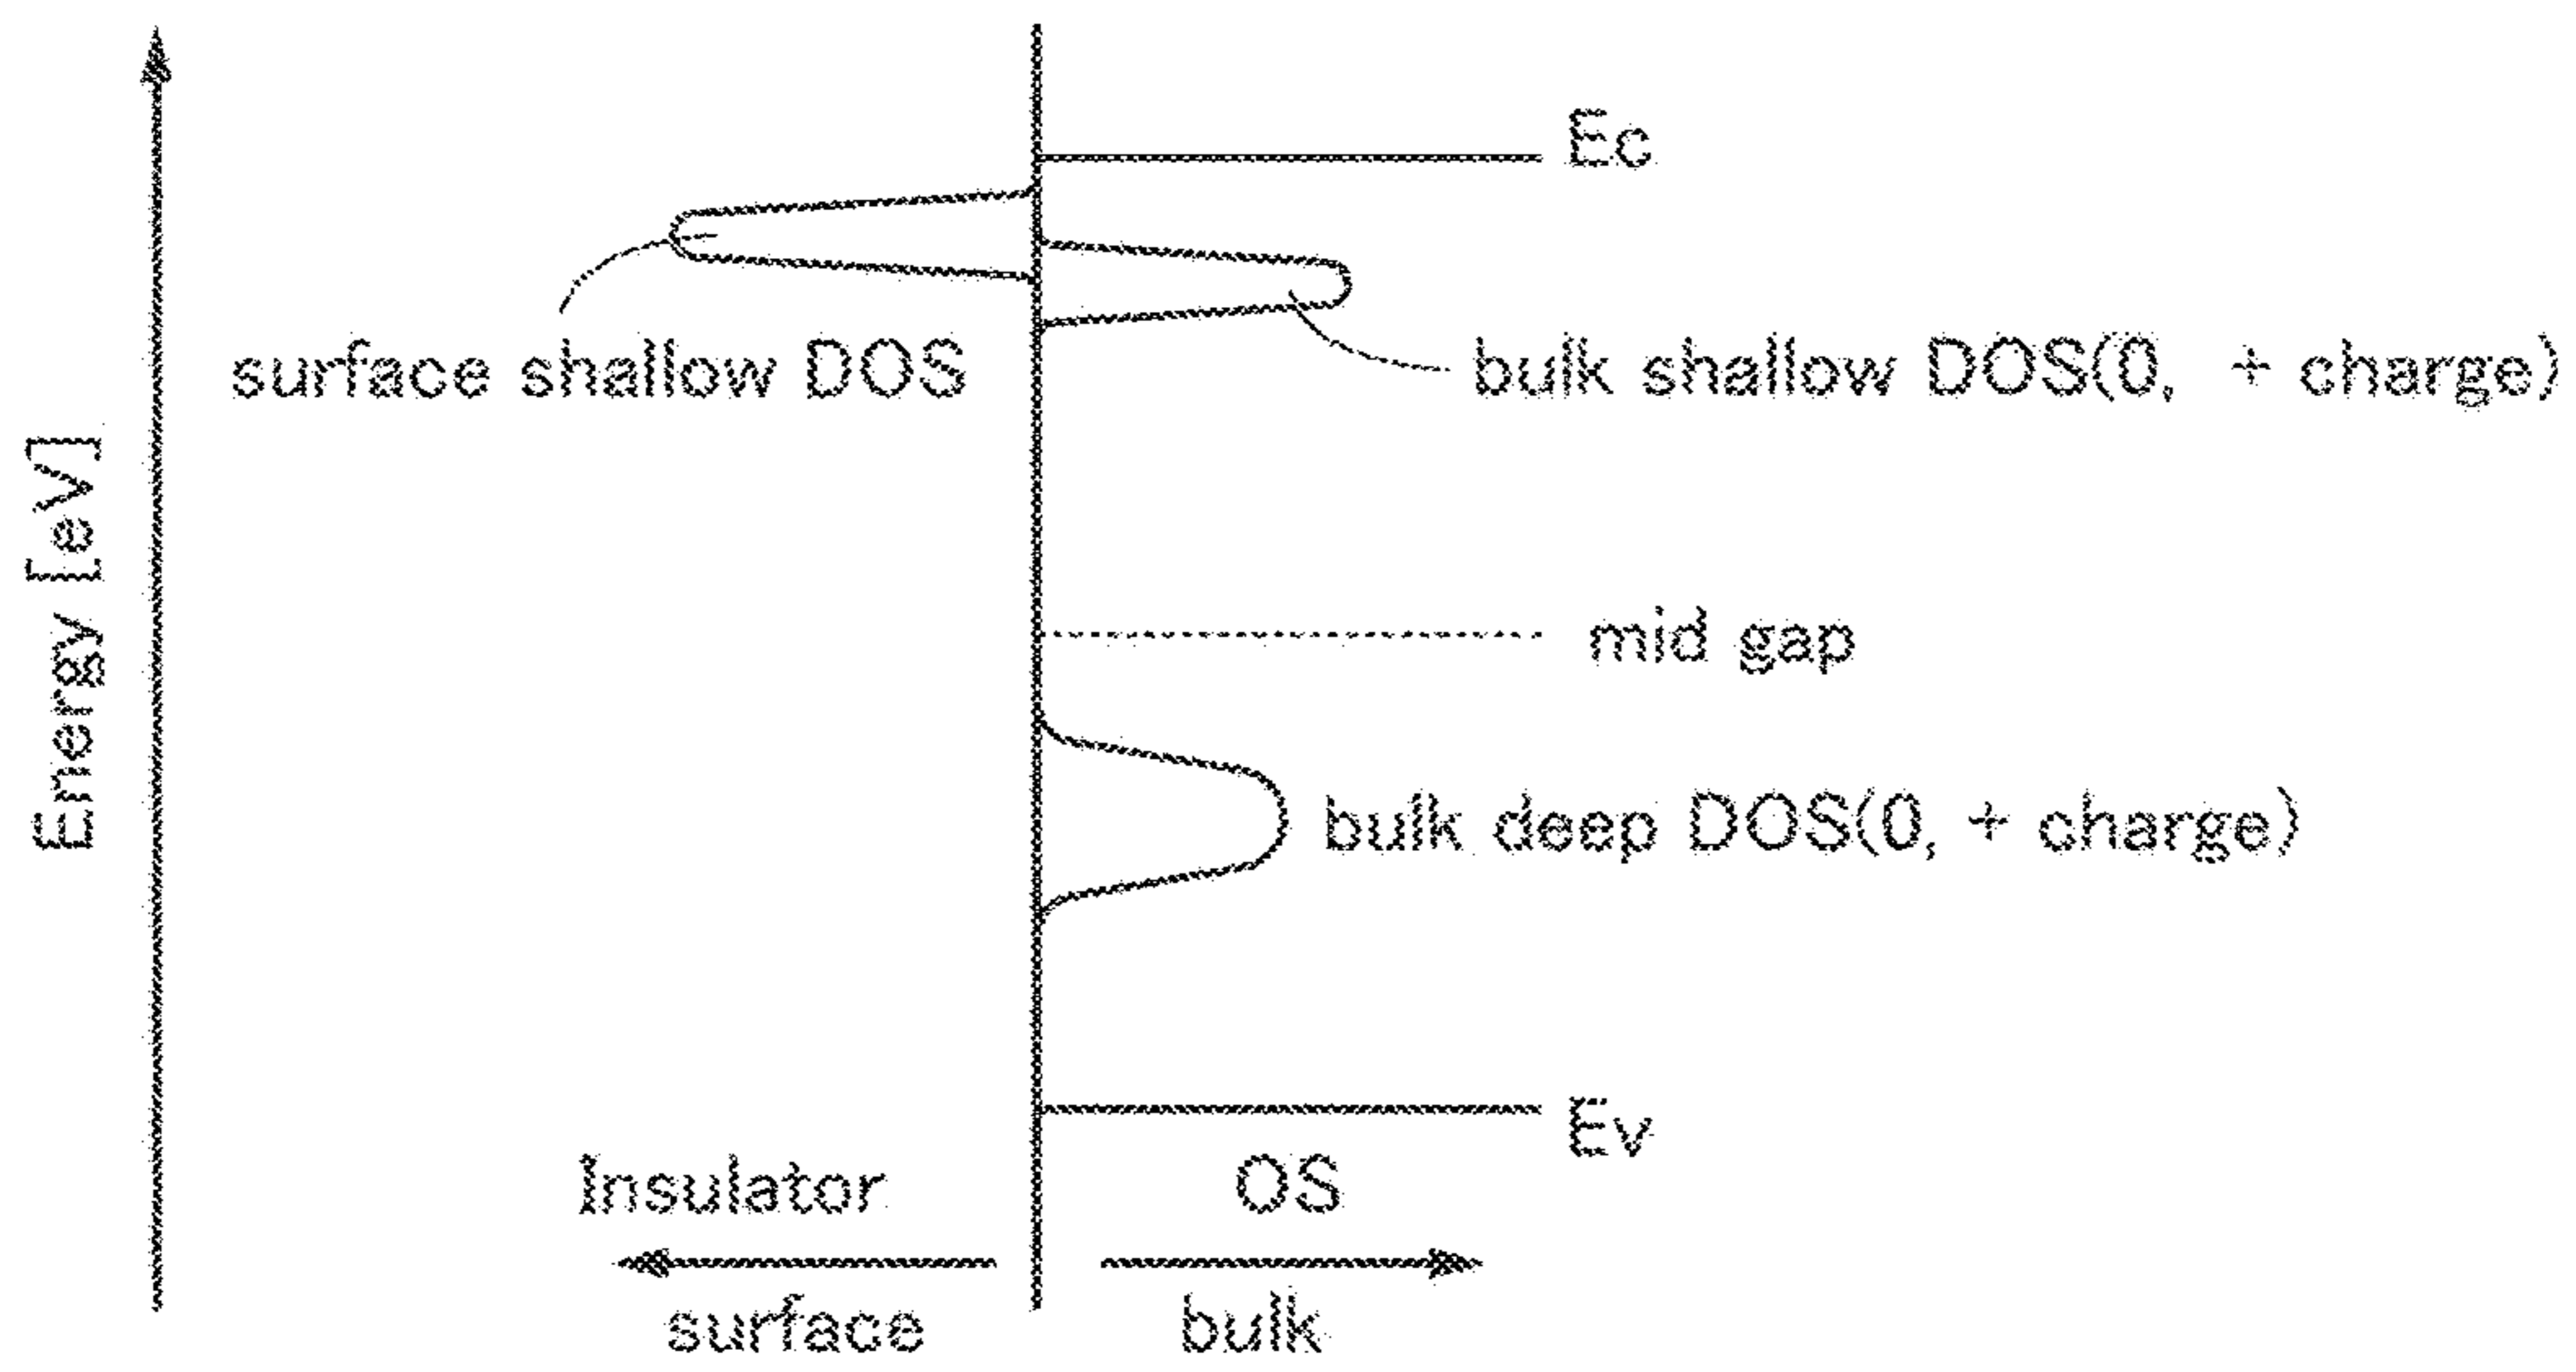 Ec
surface shallow DOS
bulk shallow DOS(0, + charge)
Energy [eV]
mid gap
bulk deep DOS(0, + charge)
Ev
Insulator
OS
surface
bulk